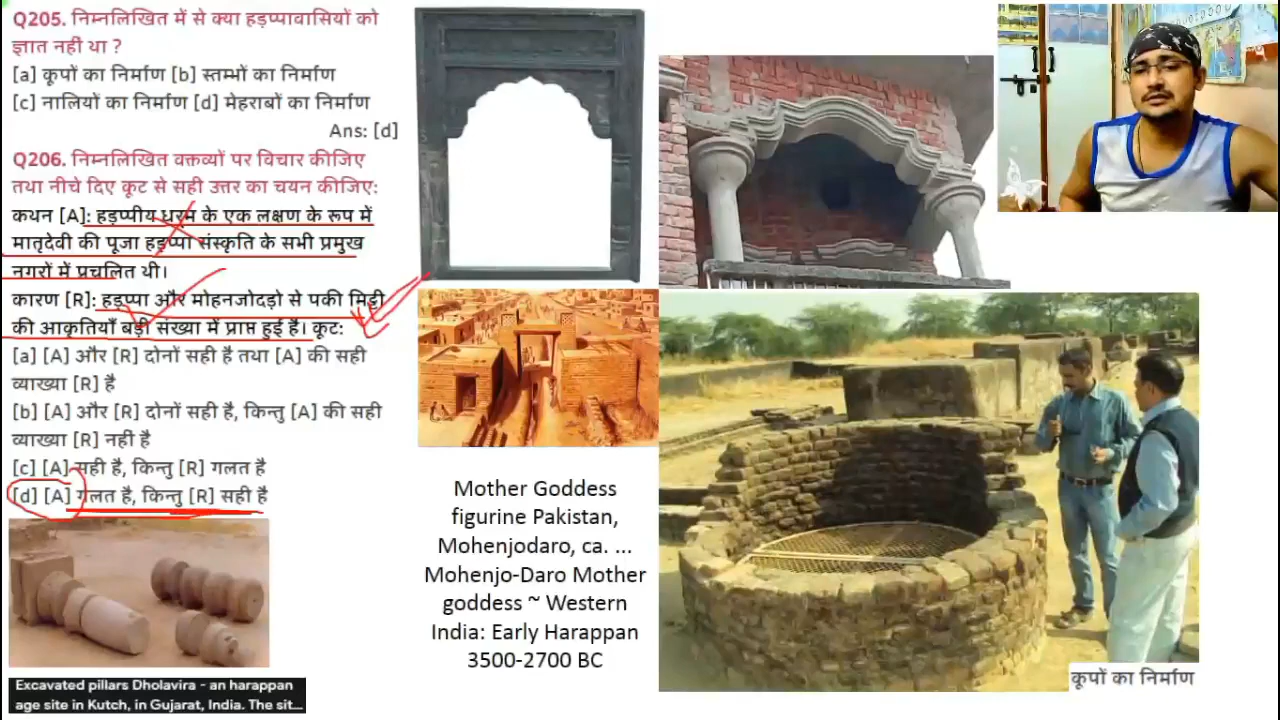 Q205. निम्नलिखित में से क्या हड़प्पावासियों को
ज्ञात नहीं था ?
[a] कूपों का निर्माण [b] स्तम्भों का निर्माण
[c] नालियों का निर्माण [d] मेहराबों का निर्माण
Ans: [d]
Q206. निम्नलिखित वक्तव्यों पर विचार कीजिए
तथा नीचे दिए कूट से सही उत्तर का चयन कीजिए:
कथन [A]: हड़प्पीय धर्म के एक लक्षण के रूप में
मातृदेवी की पूजा हड़प्पा संस्कृति के सभी प्रमुख
नगरों में प्रचलित थी।
कारण [R]: हड़प्पा और मोहनजोदड़ो से पकी मिट्टी
की आकृतियाँ बड़ी संख्या में प्राप्त हुई है। कूट:
[a] [A] और [R] दोनों सही है तथा [A] की सही
व्याख्या [R] है
[b] [A] और [R] दोनों सही है, किन्तु [A] की सही
व्याख्या [R] नहीं है
[c] [A] सही है, किन्तु [R] गलत है
[d] [A] गलत है, किन्तु [R] सही है
Excavated pillars Dholavira - an harappan
age site in Kutch, in Gujarat, India. The sit...
Mother Goddess
figurine Pakistan,
Mohenjodaro, ca. ...
Mohenjo-Daro Mother
goddess ~ Western
India: Early Harappan
3500-2700 BC
कूपों का निर्माण